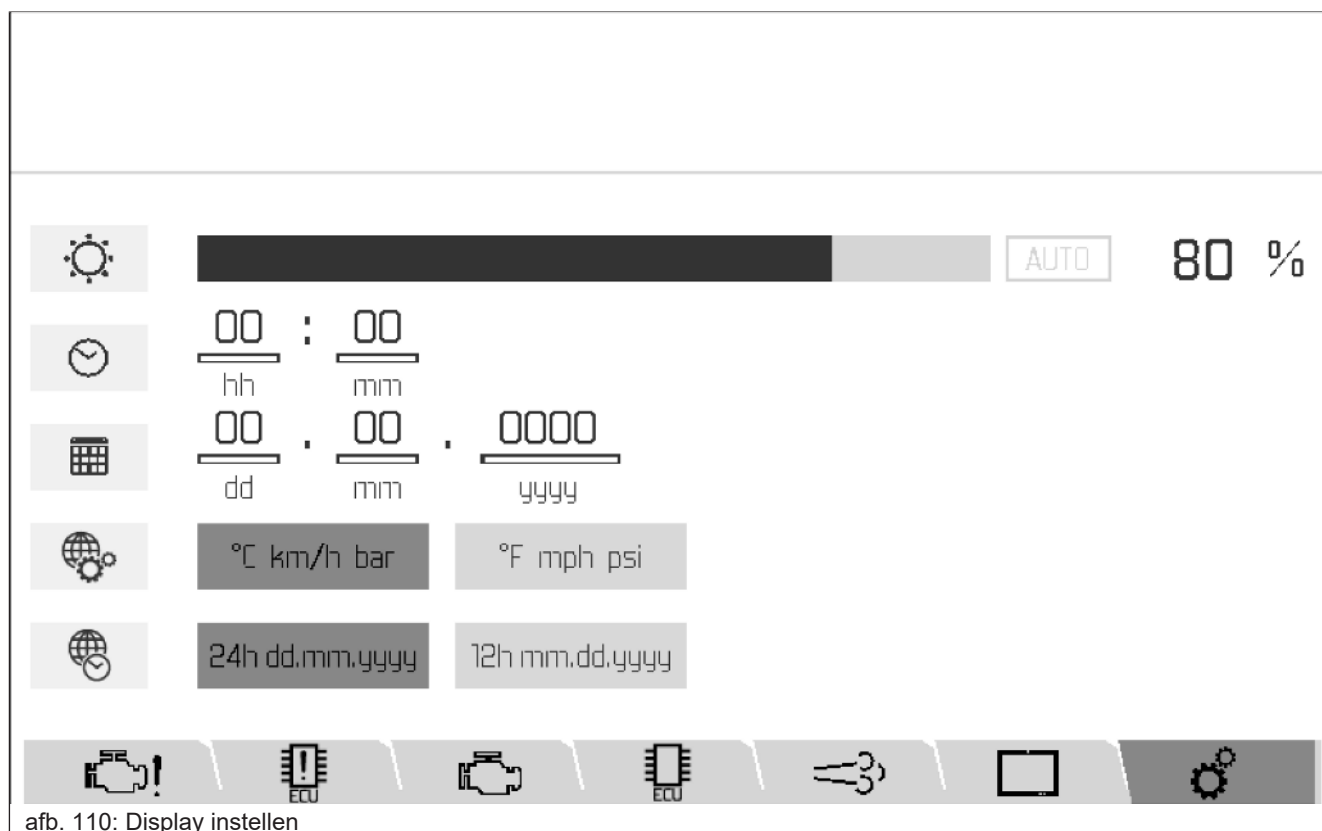 AUTO 80 %
00 : 00
hh mm
00 . 00 . 0000
dd mm yyyy
°C km/h bar °F mph psi
24h dd.mm.yyyy 12h mm.dd.yyyy
! ! 
ECU ECU
afb. 110: Display instellen